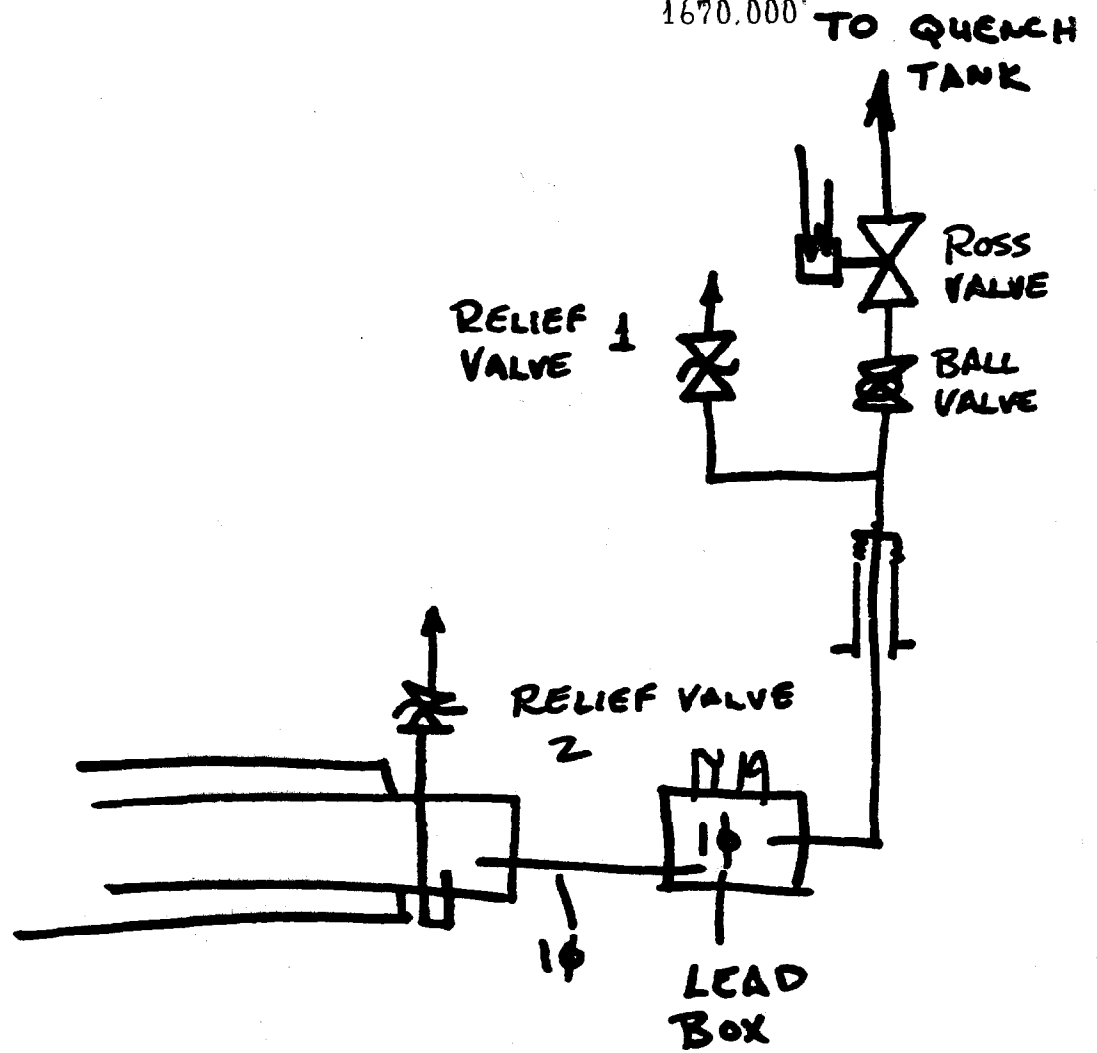 1670.000
TO QUENCH
TANK
ROSS
VALVE
RELIEF 1
VALVE
BALL
VALVE
RELIEF VALVE
2
1ϕ
1ϕ
LEAD
BOX